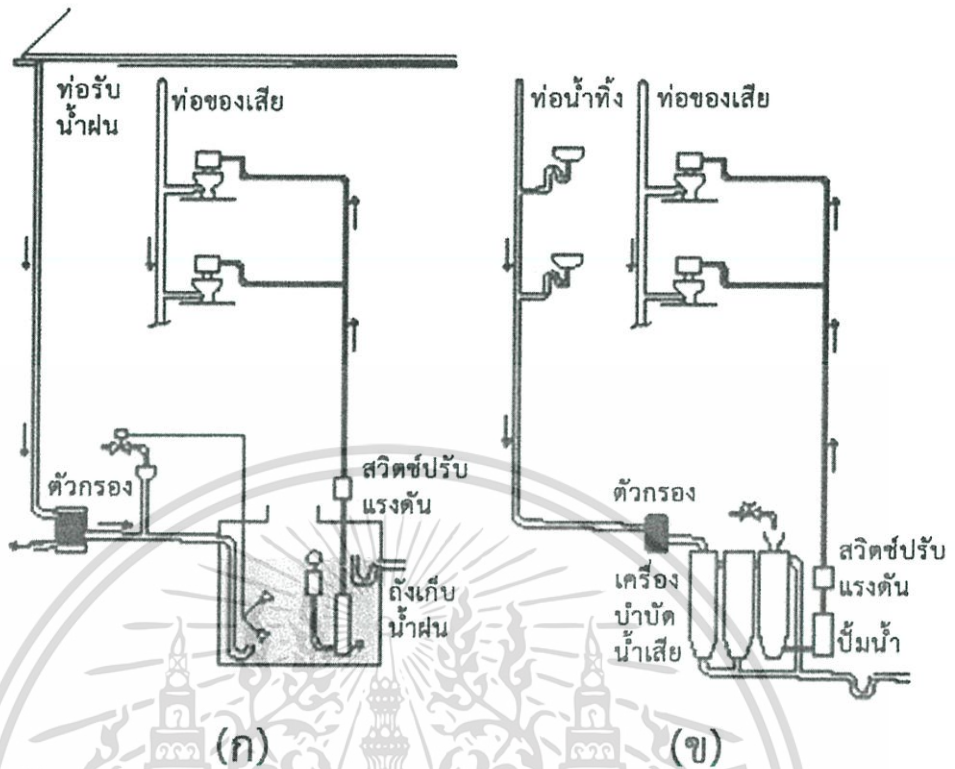 ท่อรับ
น้ำฝน
ท่อของเสีย
ตัวกรอง
สวิตซ์ปรับ
แรงดัน
ถังเก็บ
น้ำฝน
(ก)
ท่อน้ำทิ้ง
ท่อของเสีย
ตัวกรอง
เครื่อง
บำบัด
น้ำเสีย
สวิตซ์ปรับ
แรงดัน
ปั้มน้ำ
(ข)